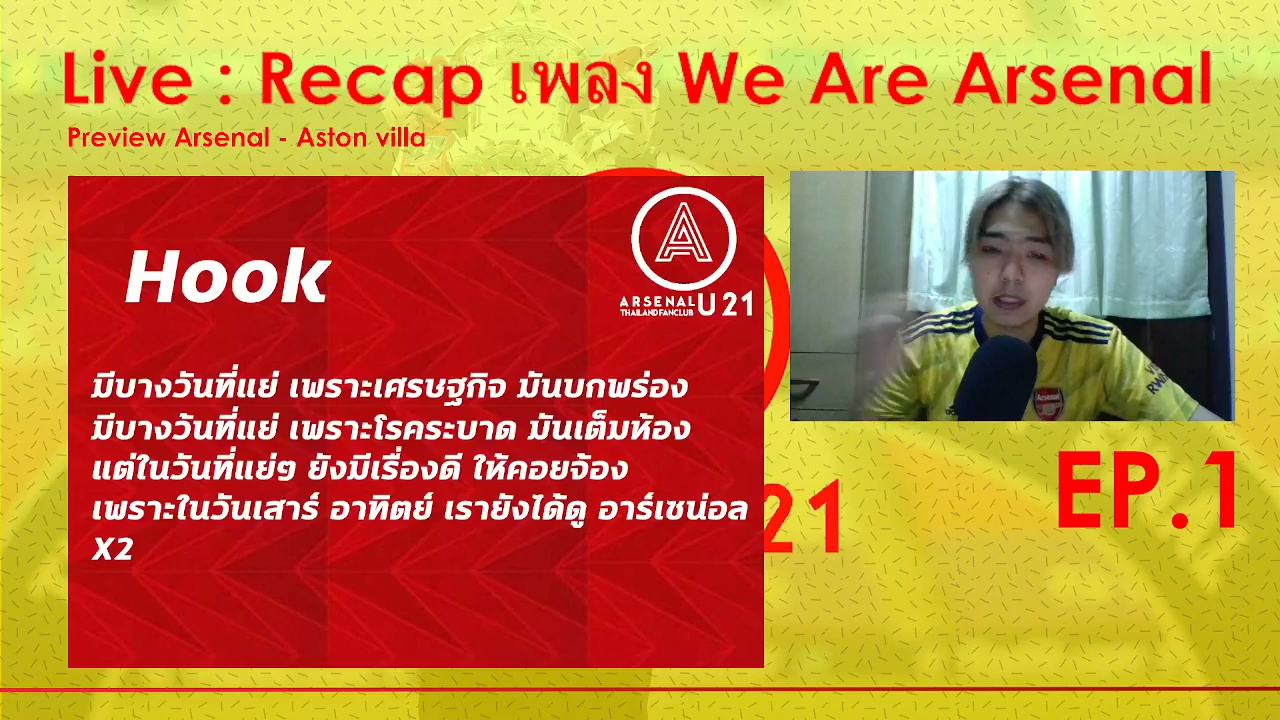 Live : Recap เพลง We Are Arsenal
Preview Arsenal - Aston villa
ARSENAL U 21
THAILAND FANCLUB
Hook
มีบางวันที่แย่ เพราะเศรษฐกิจ มันบกพร่อง
มีบางวันที่แย่ เพราะโรคระบาด มันเต็มห้อง
แต่ในวันที่แย่ๆ ยังมีเรื่องดี ให้คอยจ้อง
เพราะในวันเสาร์ อาทิตย์ เรายังได้ดู อาร์เซน่อล
X2
Arsenal
EP.1
21